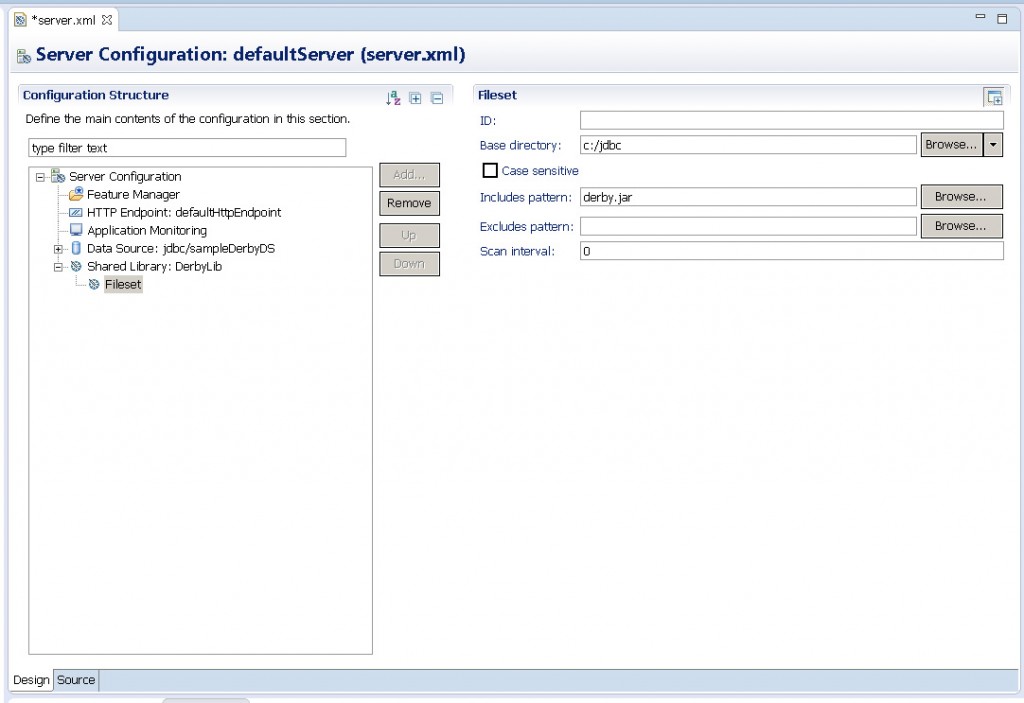 *server.xml
Server Configuration: defaultServer (server.xml)
Configuration Structure
Define the main contents of the configuration in this section.
type filter text
Server Configuration
Feature Manager
HTTP Endpoint: defaultHttpEndpoint
Application Monitoring
Data Source: jdbc/sampleDerbyDS
Shared Library: DerbyLib
Fileset
Add...
Remove
Up
Down
Fileset
ID:
Base directory: c:/jdbc Browse...
Case sensitive
Includes pattern: derby.jar Browse...
Excludes pattern: Browse...
Scan interval: 0
Design Source